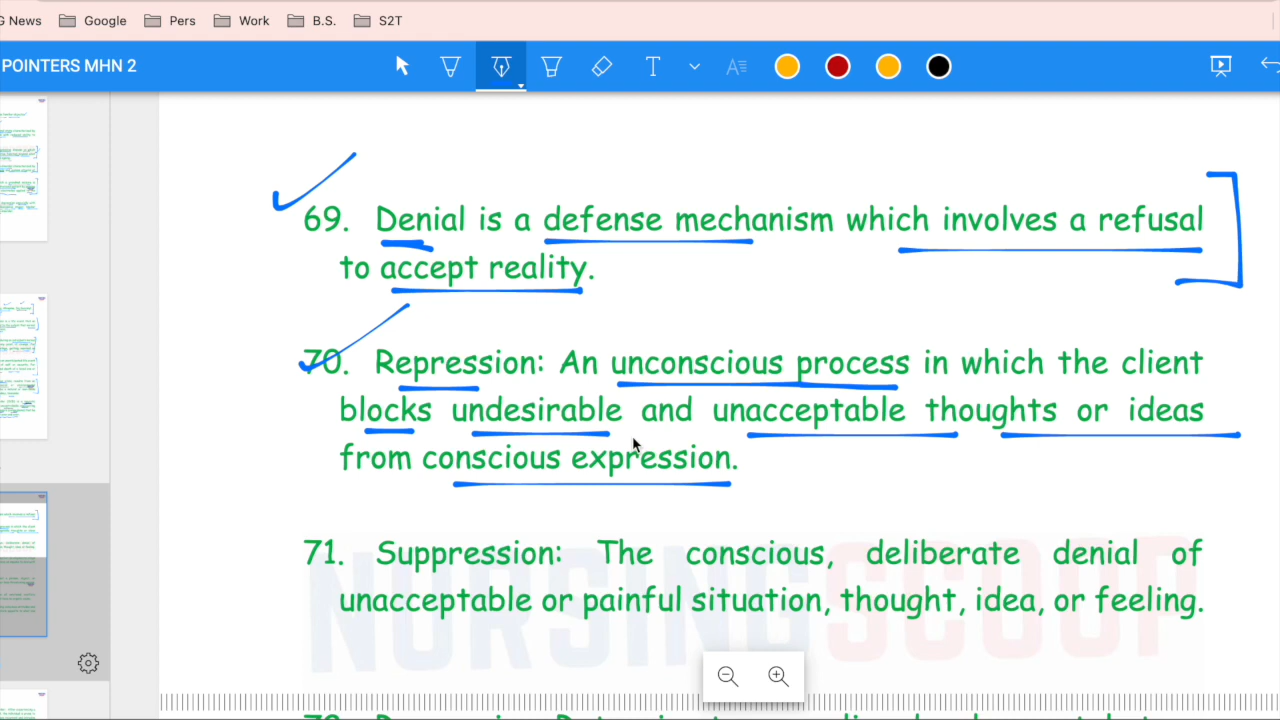 G News Google Pers Work B.S. S2T
POINTERS MHN 2
69. Denial is a defense mechanism which involves a refusal
to accept reality.
70. Repression: An unconscious process in which the client
blocks undesirable and unacceptable thoughts or ideas
from conscious expression.
71. Suppression: The conscious, deliberate denial of
unacceptable or painful situation, thought, idea, or feeling.
NURSINGSCOOP